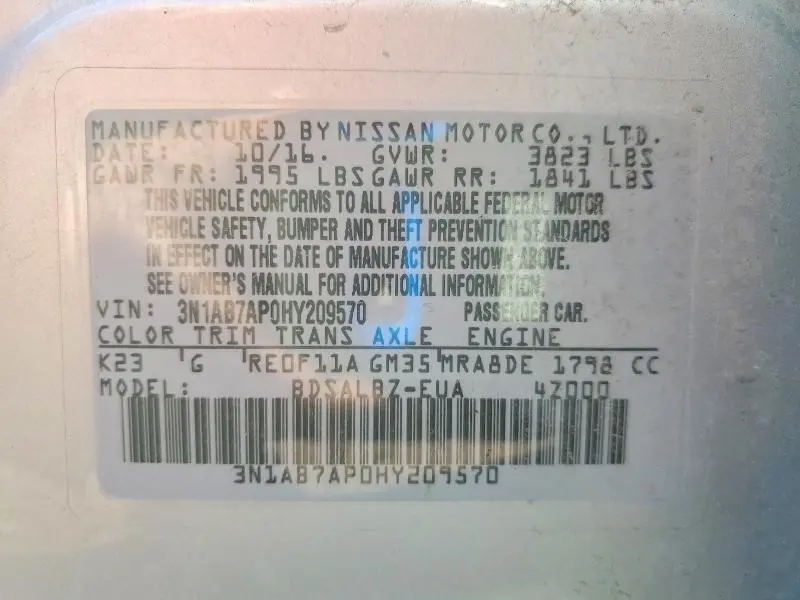 MANUFACTURED BY NISSAN MOTOR CO., LTD.
DATE: 10/16. GVWR: 3823 LBS
GAWR FR: 1995 LBS GAWR RR: 1841 LBS
THIS VEHICLE CONFORMS TO ALL APPLICABLE FEDERAL MOTOR
VEHICLE SAFETY, BUMPER AND THEFT PREVENTION STANDARDS
IN EFFECT ON THE DATE OF MANUFACTURE SHOWN ABOVE.
SEE OWNER'S MANUAL FOR ADDITIONAL INFORMATION.
VIN: 3N1AB7AP0HY209570 PASSENGER CAR.
COLOR TRIM TRANS AXLE ENGINE
K23 'G 'RE0F11A GM35'MRA8DE 1798 CC
MODEL: BDSALBZ-EUA 4Z000
3N1AB7AP0HY209570